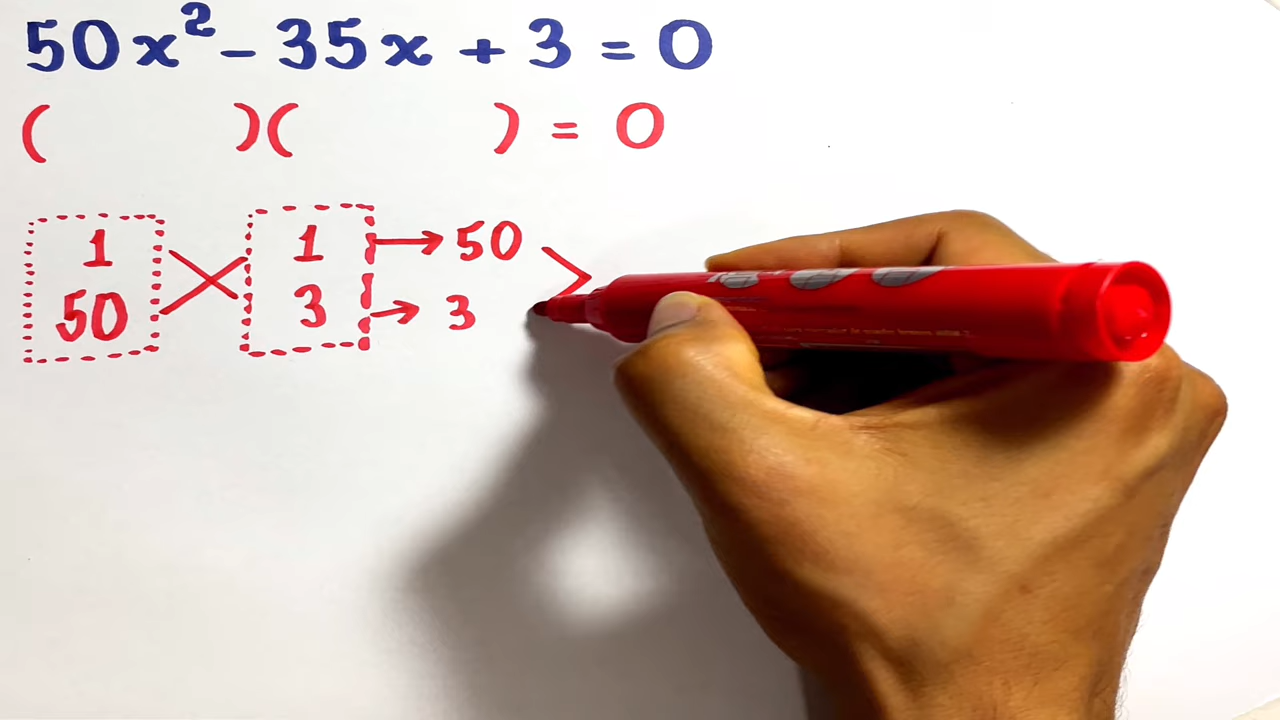 50x² - 35x + 3 = 0
( )( ) = 0
1 1 → 50
50 3 → 3